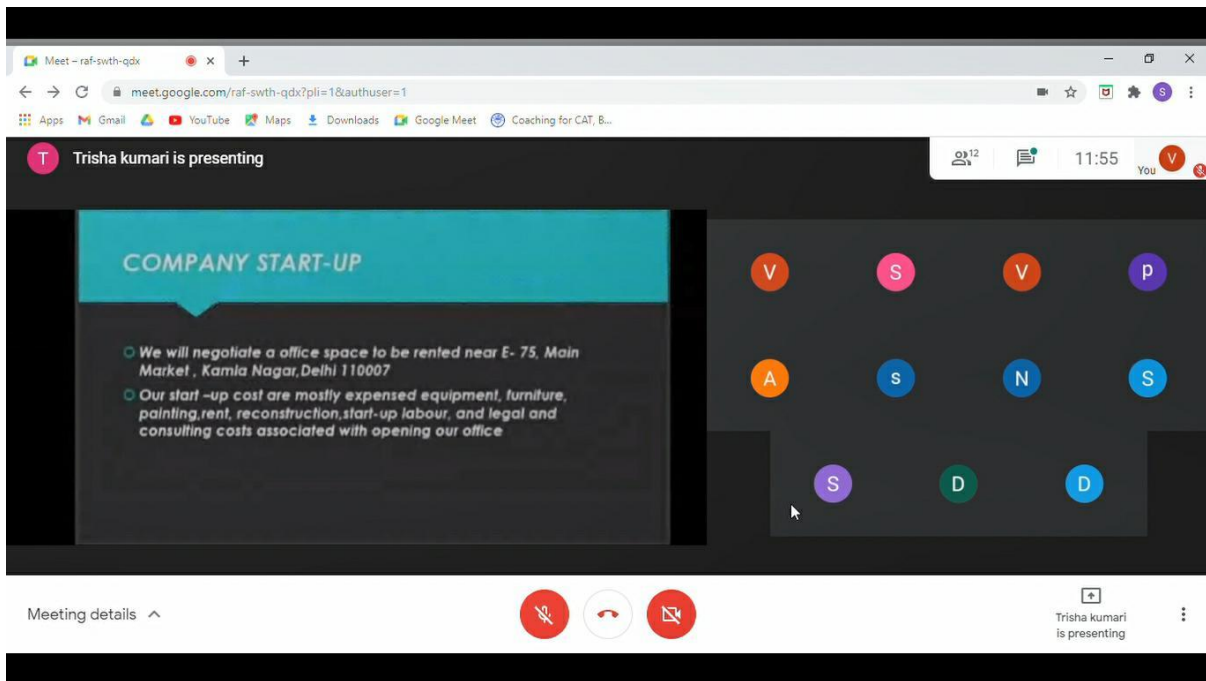 Meet – raf-swth-qdx
meet.google.com/raf-swth-qdx?pli=1&authuser=1
S
Apps
Gmail
YouTube
Maps
Downloads
Google Meet
Coaching for CAT, B...
T
Trisha kumari is presenting
12
11:55
You
V
COMPANY START-UP
We will negotiate a office space to be rented near E- 75, Main
Market , Kamla Nagar,Delhi 110007
Our start –up cost are mostly expensed equipment, furniture,
painting,rent, reconstruction,start-up labour, and legal and
consulting costs associated with opening our office
V S V p
A s N S
S D D
Meeting details
Trisha kumari
is presenting